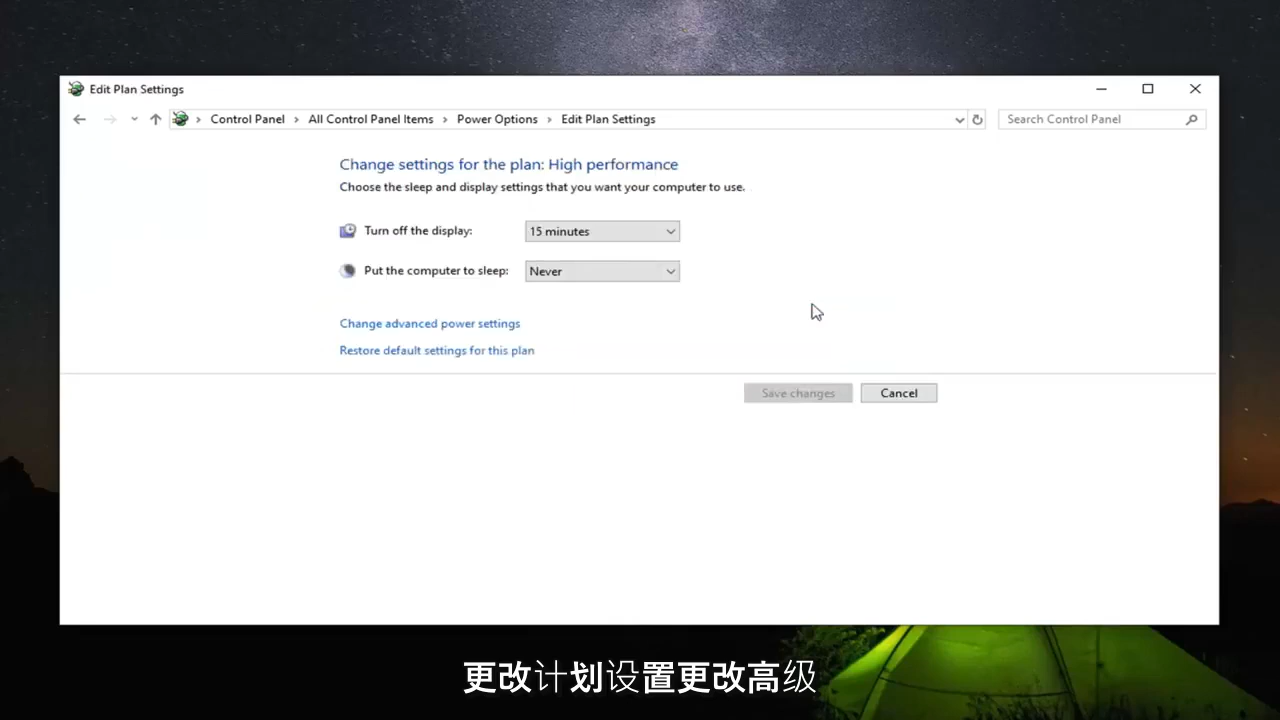 Edit Plan Settings
Control Panel > All Control Panel Items > Power Options > Edit Plan Settings
Search Control Panel
Change settings for the plan: High performance
Choose the sleep and display settings that you want your computer to use.
Turn off the display: 15 minutes
Put the computer to sleep: Never
Change advanced power settings
Restore default settings for this plan
Save changes Cancel
更改计划设置更改高级